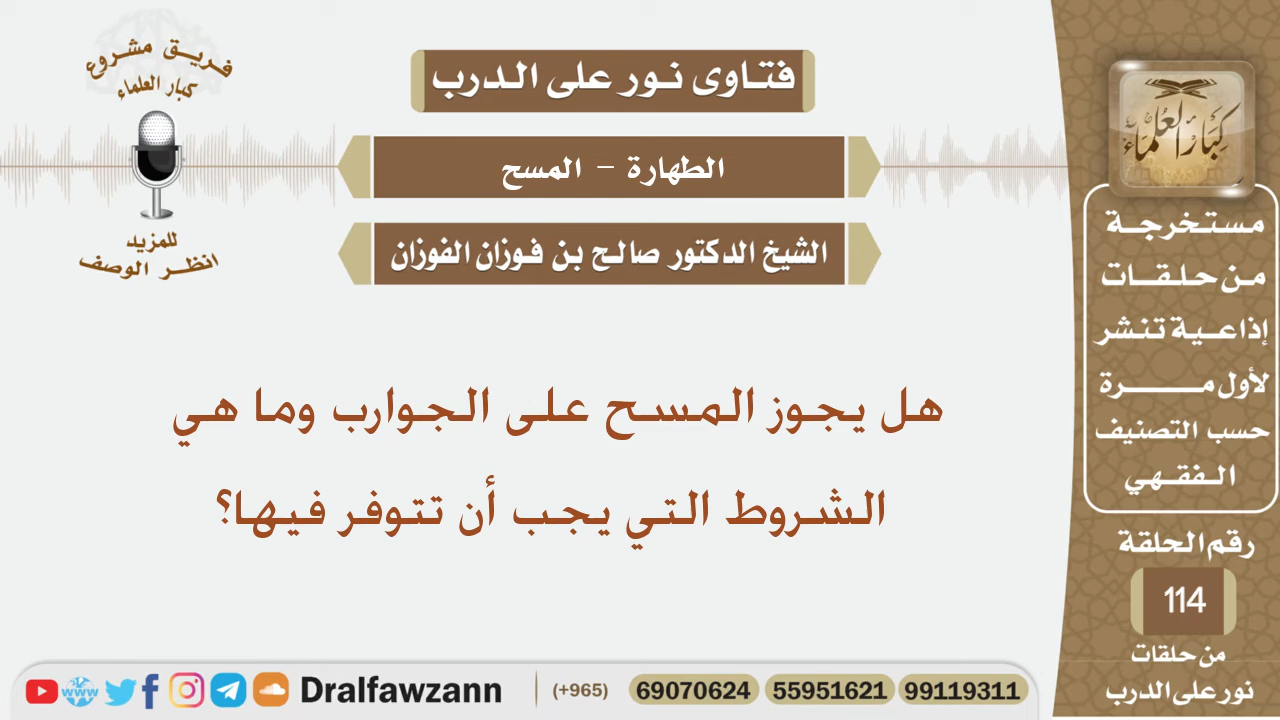 فريق مشروع
كبار العلماء
للمزيد
انظر الوصف
فتاوى نور على الدرب
الطهارة - المسح
الشيخ الدكتور صالح بن فوزان الفوزان
هل يجوز المسح على الجوارب وما هي
الشروط التي يجب أن تتوفر فيها؟
كبار العلماء
مستخرجة
من حلقات
إذاعية تنشر
لأول مرة
حسب التصنيف
الفقهي
رقم الحلقة
114
من حلقات
نور على الدرب
www Dralfawzann (+965) 69070624 55951621 99119311